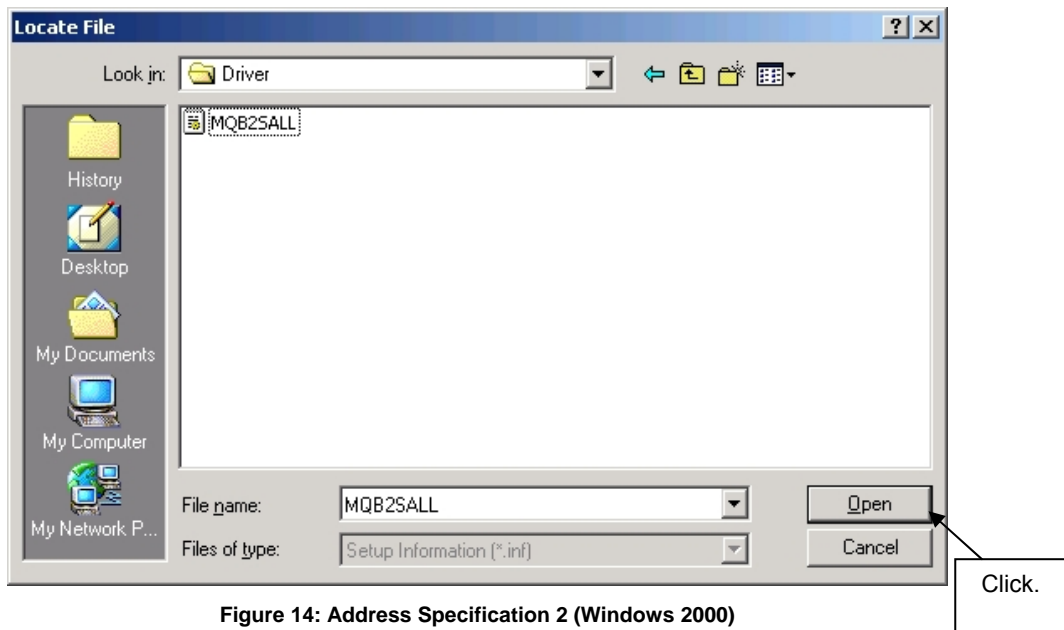 Locate File
Look in:
Driver
MQB2SALL
History
Desktop
My Documents
My Computer
My Network P...
File name:
MQB2SALL
Open
Files of type:
Setup Information (*.inf)
Cancel
Click.
Figure 14: Address Specification 2 (Windows 2000)